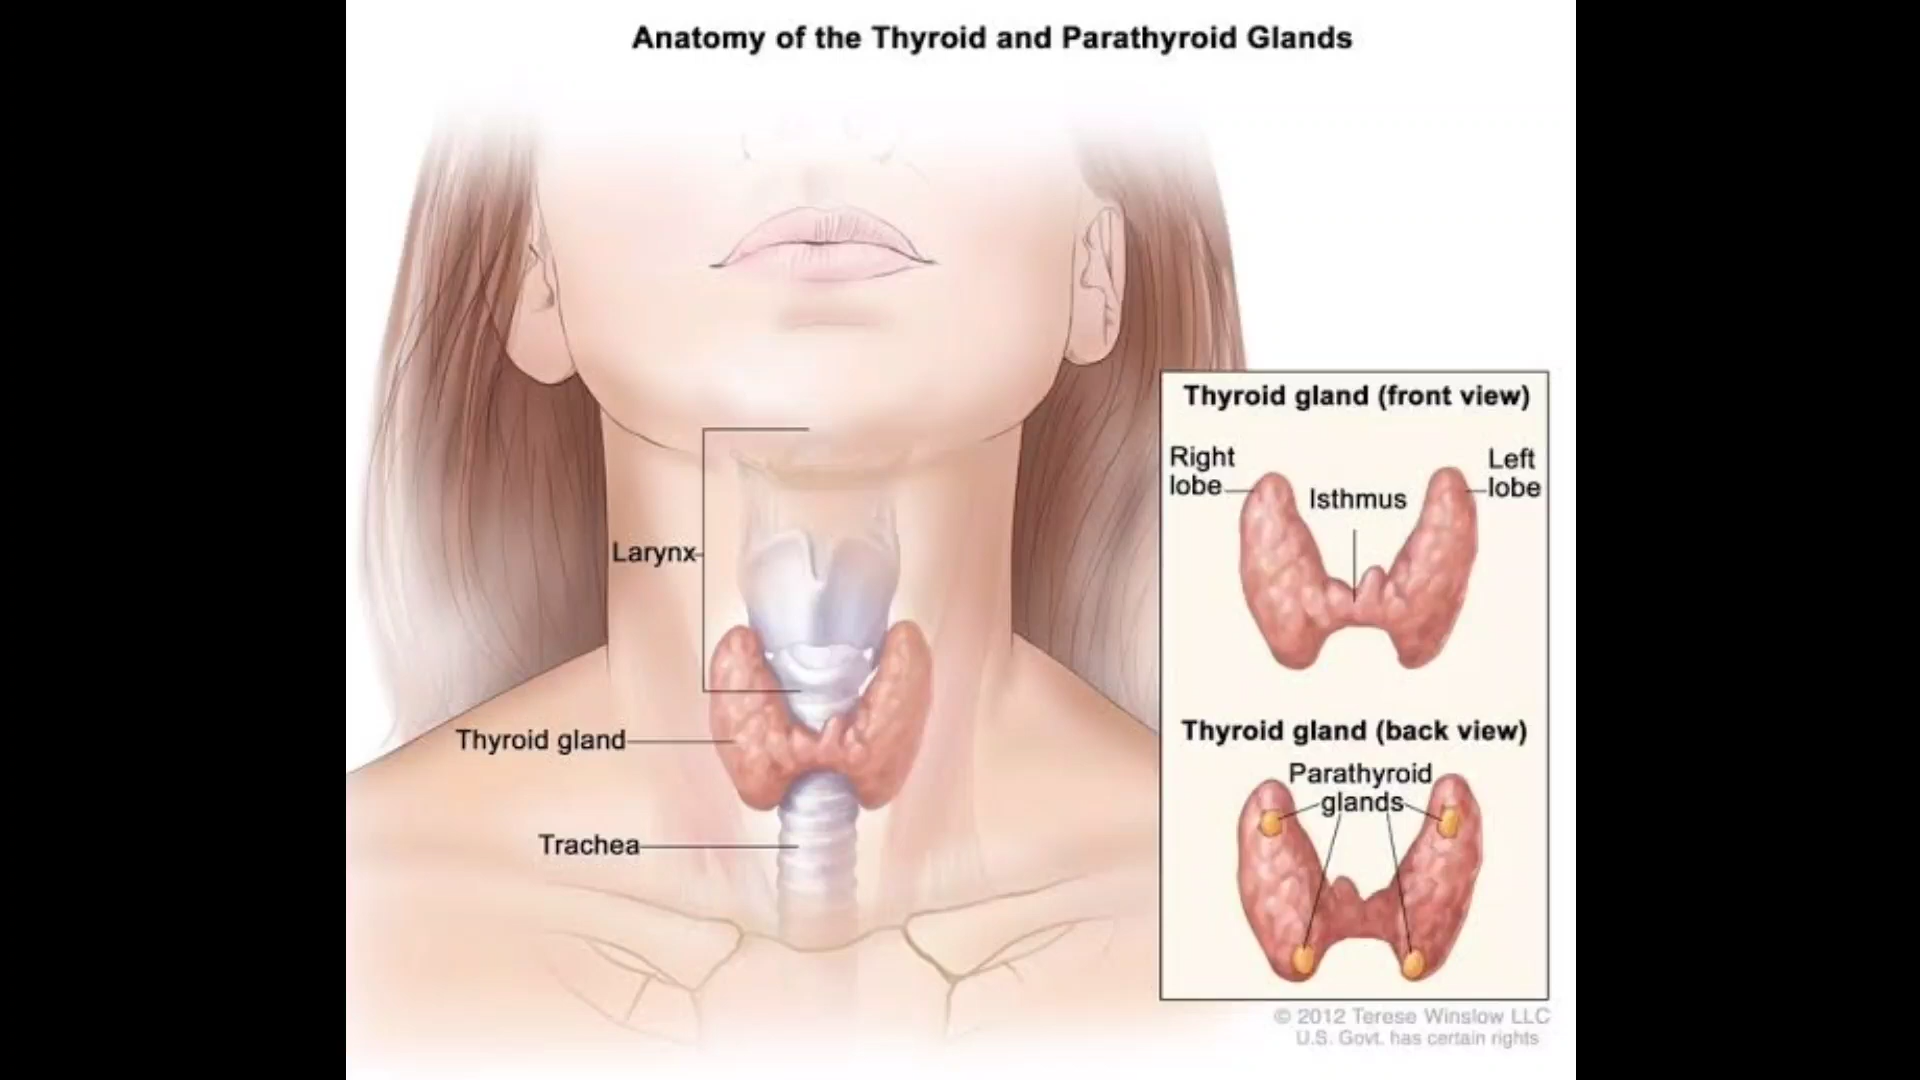 Anatomy of the Thyroid and Parathyroid Glands
Larynx
Thyroid gland
Trachea
Thyroid gland (front view)
Right
lobe
Isthmus
Left
lobe
Thyroid gland (back view)
Parathyroid
glands
© 2012 Terese Winslow LLC
U.S. Govt. has certain rights